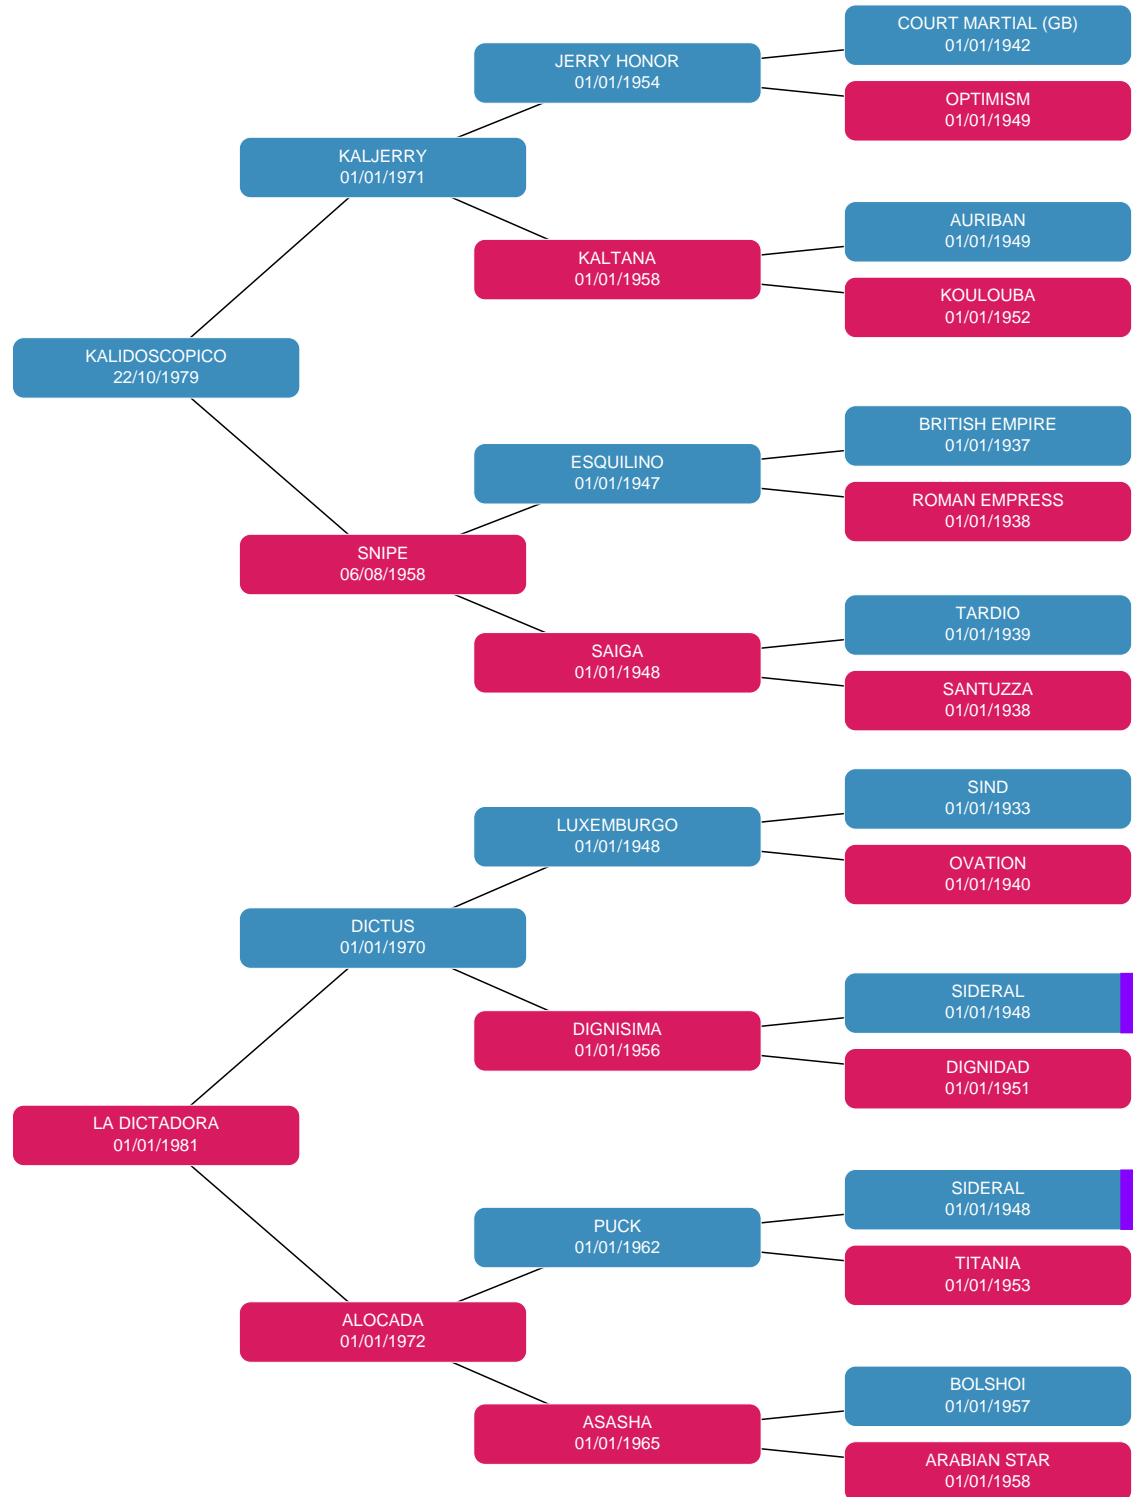 COURT MARTIAL (GB)
01/01/1942
JERRY HONOR
01/01/1954
OPTIMISM
01/01/1949
KALJERRY
01/01/1971
AURIBAN
01/01/1949
KALTANA
01/01/1958
KOULOUBA
01/01/1952
KALIDOSCOPICO
22/10/1979
BRITISH EMPIRE
01/01/1937
ESQUILINO
01/01/1947
ROMAN EMPRESS
01/01/1938
SNIPE
06/08/1958
TARDIO
01/01/1939
SAIGA
01/01/1948
SANTUZZA
01/01/1938
SIND
01/01/1933
LUXEMBURGO
01/01/1948
OVATION
01/01/1940
DICTUS
01/01/1970
SIDERAL
01/01/1948
DIGNISIMA
01/01/1956
DIGNIDAD
01/01/1951
LA DICTADORA
01/01/1981
SIDERAL
01/01/1948
PUCK
01/01/1962
TITANIA
01/01/1953
ALOCADA
01/01/1972
BOLSHOI
01/01/1957
ASASHA
01/01/1965
ARABIAN STAR
01/01/1958